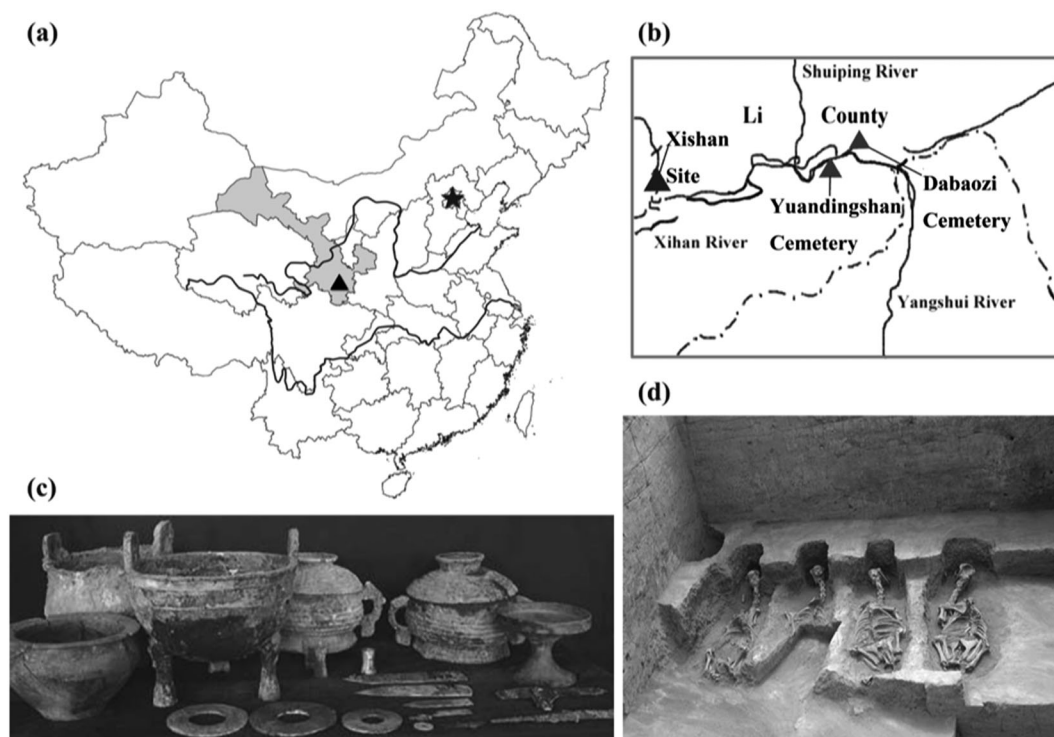 (a)
(b)
Shuiping River
Li
County
Xishan
Site
Dabaozi
Yuandingshan
Cemetery
Xihan River
Cemetery
Yangshui River
(c)
(d)